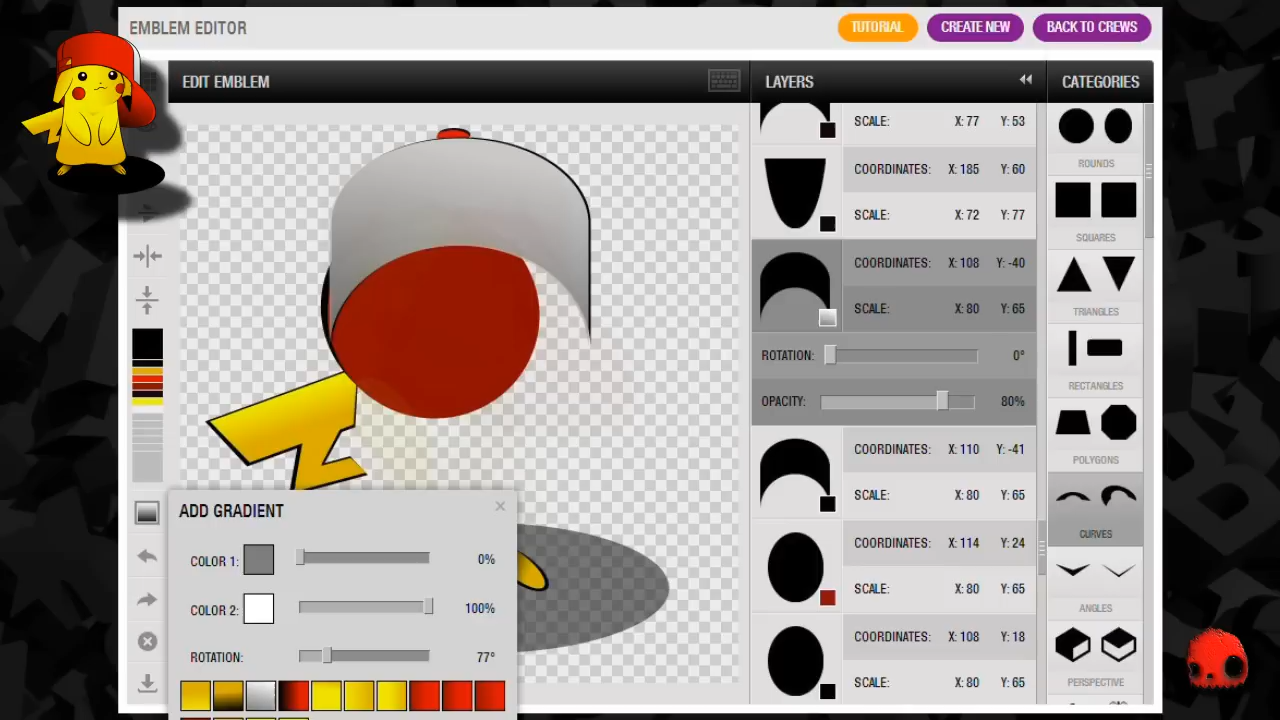 EMBLEM EDITOR
TUTORIAL
CREATE NEW
BACK TO CREWS
EDIT EMBLEM
LAYERS
CATEGORIES
SCALE: X: 77 Y: 53
COORDINATES: X: 185 Y: 60
SCALE: X: 72 Y: 77
COORDINATES: X: 108 Y: -40
SCALE: X: 80 Y: 65
ROTATION: 0°
OPACITY: 80%
COORDINATES: X: 110 Y: -41
SCALE: X: 80 Y: 65
COORDINATES: X: 114 Y: 24
SCALE: X: 80 Y: 65
COORDINATES: X: 108 Y: 18
SCALE: X: 80 Y: 65
ROUNDS
SQUARES
TRIANGLES
RECTANGLES
POLYGONS
CURVES
ANGLES
PERSPECTIVE
ADD GRADIENT
COLOR 1: 0%
COLOR 2: 100%
ROTATION: 77°